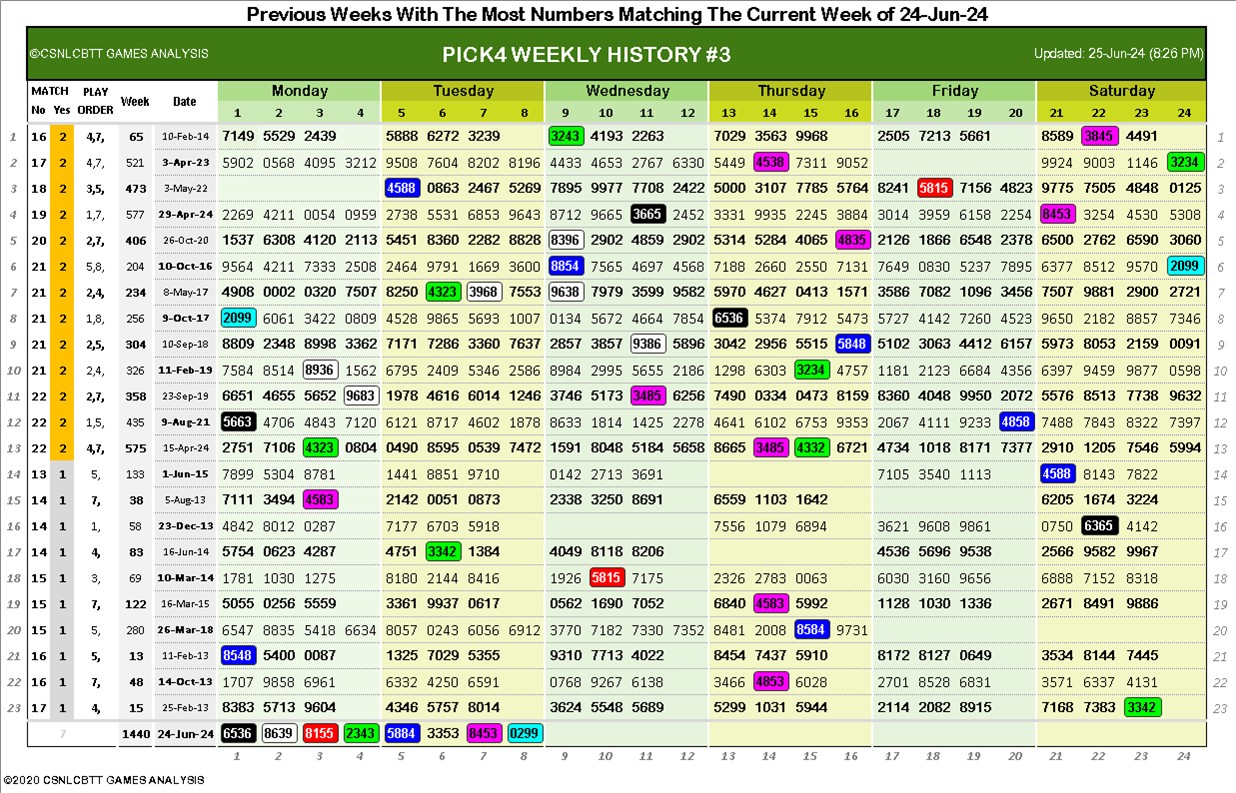 Previous Weeks With The Most Numbers Matching The Current Week of 24-Jun-24
©CSNLCBTT GAMES ANALYSIS PICK4 WEEKLY HISTORY #3 Updated: 25-Jun-24 (8:26 PM)
MATCH PLAY Week Date Monday Tuesday Wednesday Thursday Friday Saturday
No Yes ORDER 1 2 3 4 5 6 7 8 9 10 11 12 13 14 15 16 17 18 19 20 21 22 23 24
1 16 2 4,7, 65 10-Feb-14 7149 5529 2439 5888 6272 3239 3243 4193 2263 7029 3563 9968 2505 7213 5661 8589 3845 4491 1
2 17 2 4,7, 521 3-Apr-23 5902 0568 4095 3212 9508 7604 8202 8196 4433 4653 2767 6330 5449 4538 7311 9052 9924 9003 1146 3234 2
3 18 2 3,5, 473 3-May-22 4588 0863 2467 5269 7895 9977 7708 2422 5000 3107 7785 5764 8241 5815 7156 4823 9775 7505 4848 0125 3
4 19 2 1,7, 577 29-Apr-24 2269 4211 0054 0959 2738 5531 6853 9643 8712 9665 3665 2452 3331 9935 2245 3884 3014 3959 6158 2254 8453 3254 4530 5308 4
5 20 2 2,7, 406 26-Oct-20 1537 6308 4120 2113 5451 8360 2282 8828 8396 2902 4859 2902 5314 5284 4065 4835 2126 1866 6548 2378 6500 2762 6590 3060 5
6 21 2 5,8, 204 10-Oct-16 9564 4211 7333 2508 2464 9791 1669 3600 8854 7565 4697 4568 7188 2660 2550 7131 7649 0830 5237 7895 6377 8512 9570 2099 6
7 21 2 2,4, 234 8-May-17 4908 0002 0320 7507 8250 4323 3968 7553 9638 7979 3599 9582 5970 4627 0413 1571 3586 7082 1096 3456 7507 9881 2900 2721 7
8 21 2 1,8, 256 9-Oct-17 2099 6061 3422 0809 4528 9865 5693 1007 0134 5672 4664 7854 6536 5374 7912 5473 5727 4142 7260 4523 9650 2182 8857 7346 8
9 21 2 2,5, 304 10-Sep-18 8809 2348 8998 3362 7171 7286 3360 7637 2857 3857 9386 5896 3042 2956 5515 5848 5102 3063 4412 6157 5973 8053 2159 0091 9
10 21 2 2,4, 326 11-Feb-19 7584 8514 8936 1562 6795 2409 5346 2586 8984 2995 5655 2186 1298 6303 3234 4757 1181 2123 6684 4356 6397 9459 9877 0598 10
11 22 2 2,7, 358 23-Sep-19 6651 4655 5652 9683 1978 4616 6014 1246 3746 5173 3485 6256 7490 0334 0473 8159 8360 4048 9950 2072 5576 8513 7738 9632 11
12 22 2 1,5, 435 9-Aug-21 5663 4706 4843 7120 6121 8717 4602 1878 8633 8814 1425 2278 4641 6102 6753 9353 2067 4111 9233 4858 7488 7843 8322 7397 12
13 22 2 4,7, 575 15-Apr-24 2751 7106 4323 0804 0490 8595 0539 7472 1591 8048 5184 5658 8665 3485 4332 6721 4734 1018 8171 7377 2910 1205 7546 5994 13
14 13 1 5, 133 1-Jun-15 7899 5304 8781 1441 8851 9710 0142 2713 3691 7105 3540 1113 4588 8143 7822 14
15 14 1 7, 38 5-Aug-13 7111 3494 4583 2142 0051 0873 2338 3250 8691 6559 1103 1642 6205 1674 3224 15
16 14 1 1, 58 23-Dec-13 4842 8012 0287 7177 6703 5918 7556 1079 6894 3621 9608 9861 0750 6365 4142 16
17 14 1 4, 83 16-Jun-14 5754 0623 4287 4751 3342 1384 4049 8118 8206 4536 5696 9538 2566 9582 9967 17
18 15 1 3, 69 10-Mar-14 1781 1030 1275 8180 2144 8416 1926 5815 7175 2326 2783 0063 6030 3160 9656 6888 7152 8318 18
19 15 1 7, 122 16-Mar-15 5055 0256 5559 3361 9937 0617 0562 1690 7052 6840 4583 5992 1128 1030 1336 2671 8491 9886 19
20 15 1 5, 280 26-Mar-18 6547 8835 5418 6634 8057 0243 6056 6912 3770 7182 7330 7352 8481 2008 8584 9731 20
21 16 1 5, 13 11-Feb-13 8548 5400 0087 1325 7029 5355 9310 7713 4022 8454 7437 5910 8172 8127 0649 3534 8144 7445 21
22 16 1 7, 48 14-Oct-13 1707 9858 6961 6332 4250 6591 0768 9267 6138 3466 4853 6028 2701 8528 6831 3571 6337 4131 22
23 17 1 4, 15 25-Feb-13 8383 5713 9604 4346 5757 8014 3624 5548 5689 5299 1031 5944 2114 2082 8915 7168 7383 3342 23
7 1440 24-Jun-24 6536 8639 8155 2343 5884 3353 8453 0299
1 2 3 4 5 6 7 8 9 10 11 12 13 14 15 16 17 18 19 20 21 22 23 24
©2020 CSNLCBTT GAMES ANALYSIS